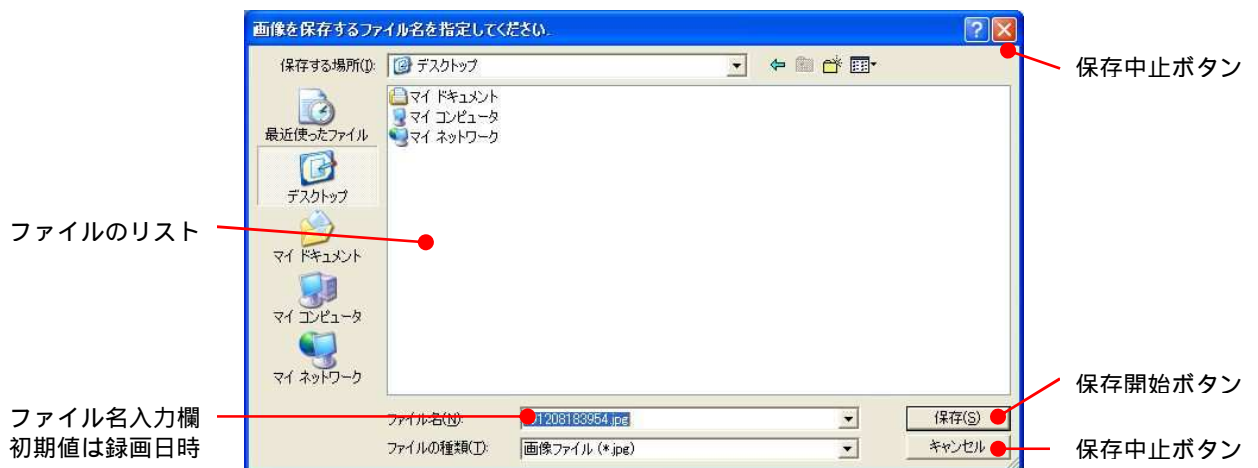 画像を保存するファイル名を指定してください.
保存する場所(I):
デスクトップ
保存中止ボタン
マイ ドキュメント
マイ コンピュータ
マイ ネットワーク
最近使ったファイル
デスクトップ
マイ ドキュメント
マイ コンピュータ
マイ ネットワーク
ファイルのリスト
ファイル名入力欄
初期値は録画日時
ファイル名(N):
1208183954.jpg
保存(S)
保存開始ボタン
ファイルの種類(T):
画像ファイル (*.jpg)
キャンセル
保存中止ボタン